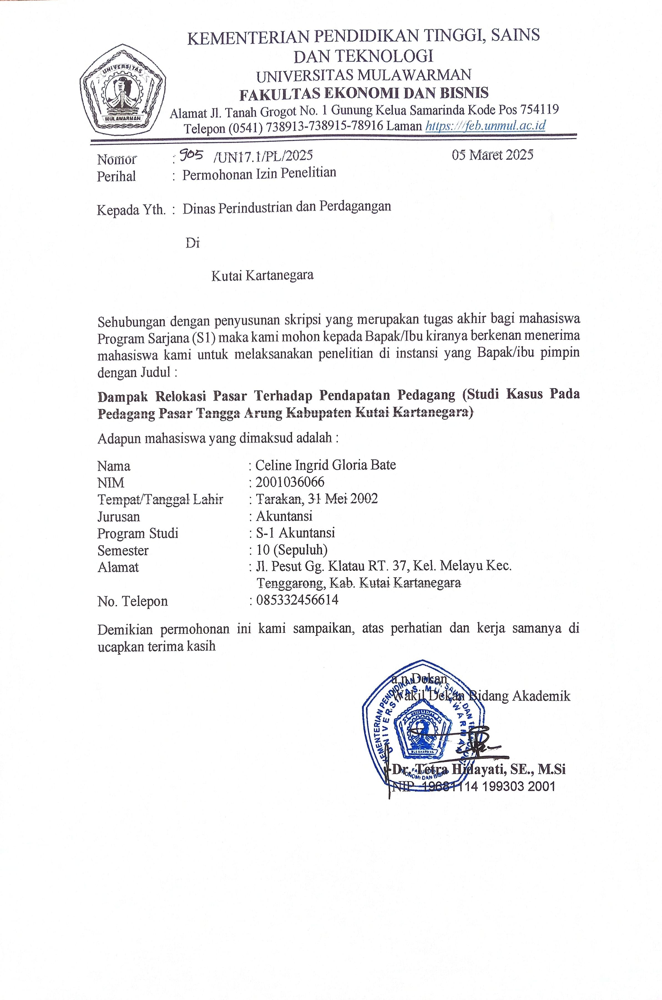 KEMENTERIAN PENDIDIKAN TINGGI, SAINS
DAN TEKNOLOGI
UNIVERSITAS MULAWARMAN
FAKULTAS EKONOMI DAN BISNIS
Alamat Jl. Tanah Grogot No. 1 Gunung Kelua Samarinda Kode Pos 754119
Telepon (0541) 738913-738915-78916 Laman https:///feb.unmul.ac.id
UNIVERSITAS
MULAWARMAN
Nomor : 905 /UN17.1/PL/2025 05 Maret 2025
Perihal : Permohonan Izin Penelitian
Kepada Yth. : Dinas Perindustrian dan Perdagangan
Di
Kutai Kartanegara
Sehubungan dengan penyusunan skripsi yang merupakan tugas akhir bagi mahasiswa
Program Sarjana (S1) maka kami mohon kepada Bapak/Ibu kiranya berkenan menerima
mahasiswa kami untuk melaksanakan penelitian di instansi yang Bapak/ibu pimpin
dengan Judul :
Dampak Relokasi Pasar Terhadap Pendapatan Pedagang (Studi Kasus Pada
Pedagang Pasar Tangga Arung Kabupaten Kutai Kartanegara)
Adapun mahasiswa yang dimaksud adalah :
Nama : Celine Ingrid Gloria Bate
NIM : 2001036066
Tempat/Tanggal Lahir : Tarakan, 31 Mei 2002
Jurusan : Akuntansi
Program Studi : S-1 Akuntansi
Semester : 10 (Sepuluh)
Alamat : Jl. Pesut Gg. Klatau RT. 37, Kel. Melayu Kec.
Tenggarong, Kab. Kutai Kartanegara
No. Telepon : 085332456614
Demikian permohonan ini kami sampaikan, atas perhatian dan kerja samanya di
ucapkan terima kasih
a.n Dekan
Wakil Dekan Bidang Akademik
KEMENTERIAN PENDIDIKAN TINGGI, SAINS, DAN
UNIVERSITAS MULAWARMAN
UNIVERSITAS
MULAWARMAN
EKONOMI DAN BISNIS
Dr. Tetra Hidayati, SE., M.Si
NIP. 19681114 199303 2001